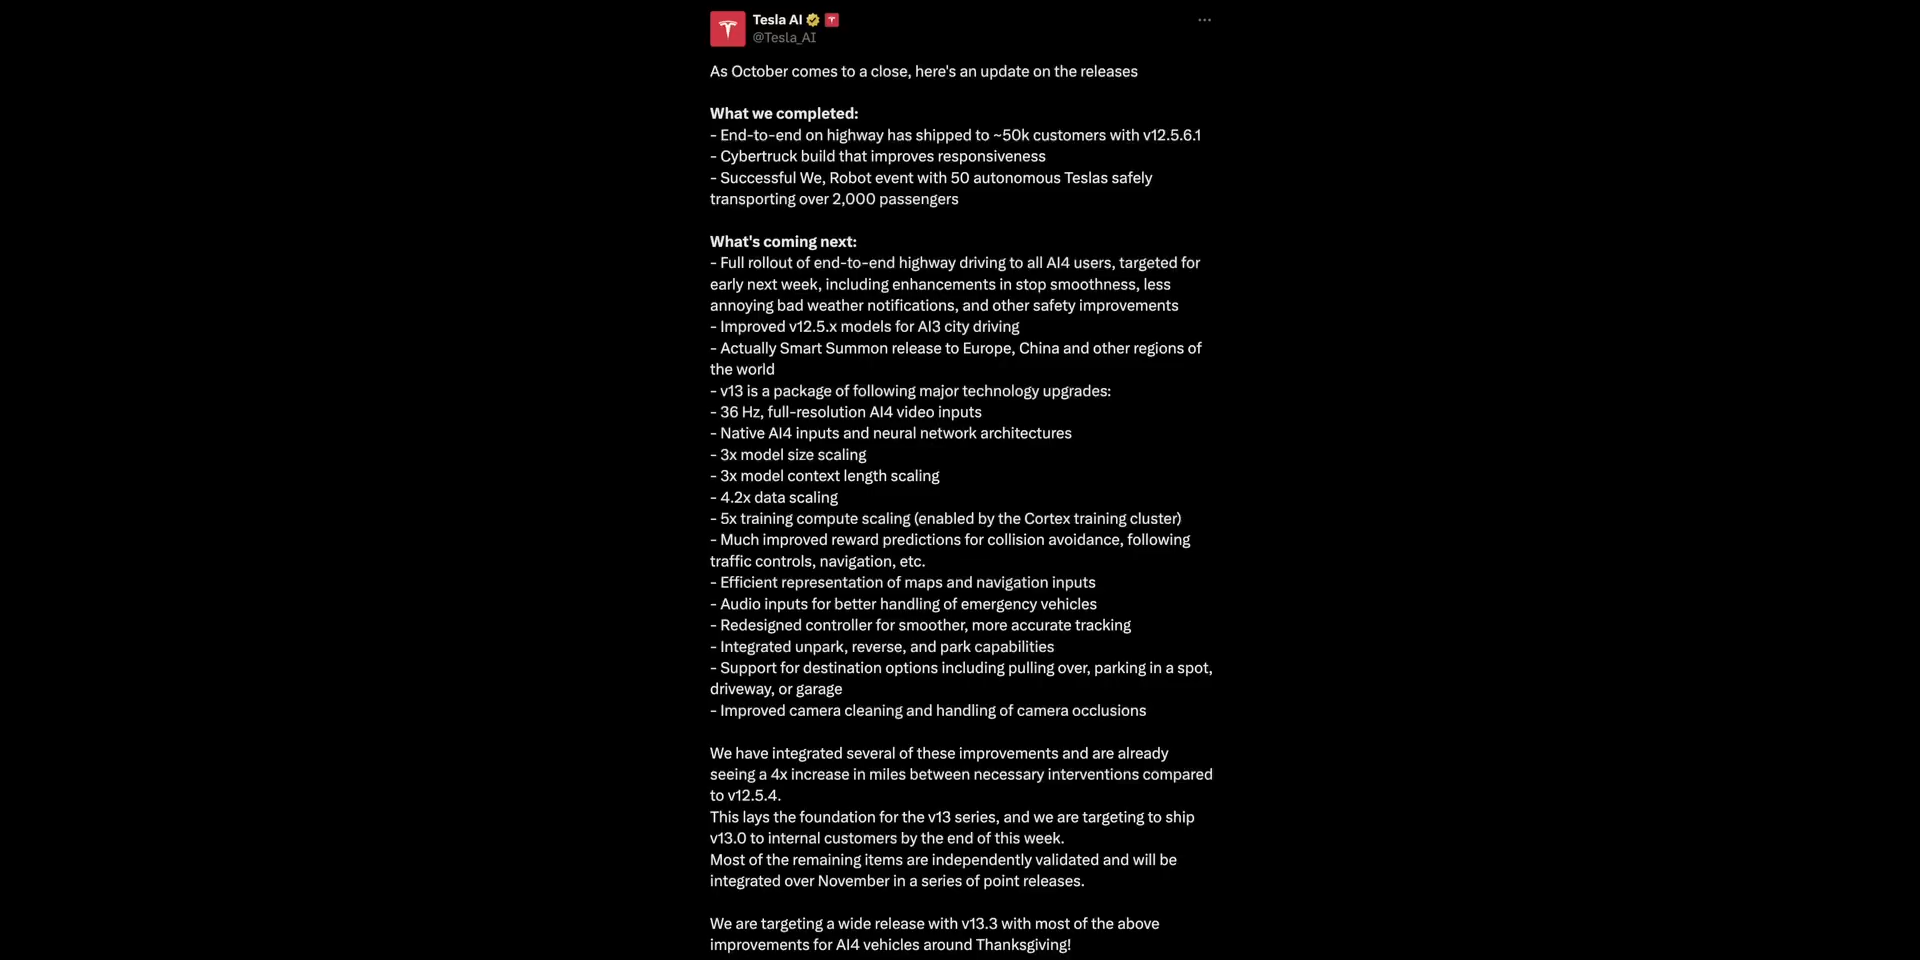 Tesla AI
@Tesla_AI
As October comes to a close, here's an update on the releases
What we completed:
- End-to-end on highway has shipped to ~50k customers with v12.5.6.1
- Cybertruck build that improves responsiveness
- Successful We, Robot event with 50 autonomous Teslas safely
transporting over 2,000 passengers
What's coming next:
- Full rollout of end-to-end highway driving to all AI4 users, targeted for
early next week, including enhancements in stop smoothness, less
annoying bad weather notifications, and other safety improvements
- Improved v12.5.x models for AI3 city driving
- Actually Smart Summon release to Europe, China and other regions of
the world
- v13 is a package of following major technology upgrades:
- 36 Hz, full-resolution AI4 video inputs
- Native AI4 inputs and neural network architectures
- 3x model size scaling
- 3x model context length scaling
- 4.2x data scaling
- 5x training compute scaling (enabled by the Cortex training cluster)
- Much improved reward predictions for collision avoidance, following
traffic controls, navigation, etc.
- Efficient representation of maps and navigation inputs
- Audio inputs for better handling of emergency vehicles
- Redesigned controller for smoother, more accurate tracking
- Integrated unpark, reverse, and park capabilities
- Support for destination options including pulling over, parking in a spot,
driveway, or garage
- Improved camera cleaning and handling of camera occlusions
We have integrated several of these improvements and are already
seeing a 4x increase in miles between necessary interventions compared
to v12.5.4.
This lays the foundation for the v13 series, and we are targeting to ship
v13.0 to internal customers by the end of this week.
Most of the remaining items are independently validated and will be
integrated over November in a series of point releases.
We are targeting a wide release with v13.3 with most of the above
improvements for AI4 vehicles around Thanksgiving!